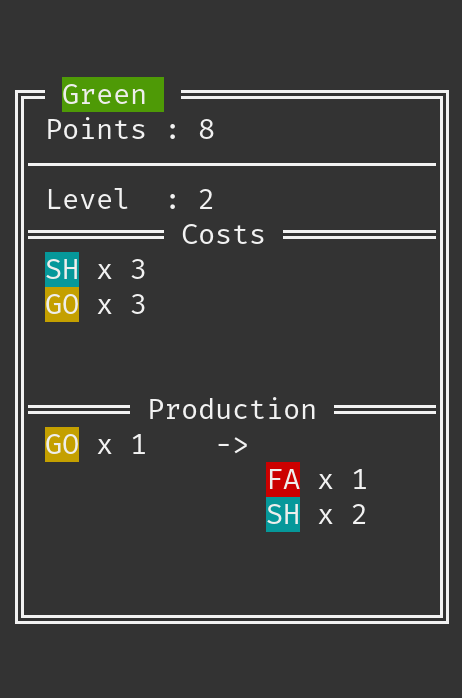 Green
Points : 8
Level : 2
Costs
SH x 3
GO x 3
Production
GO x 1 ->
FA x 1
SH x 2